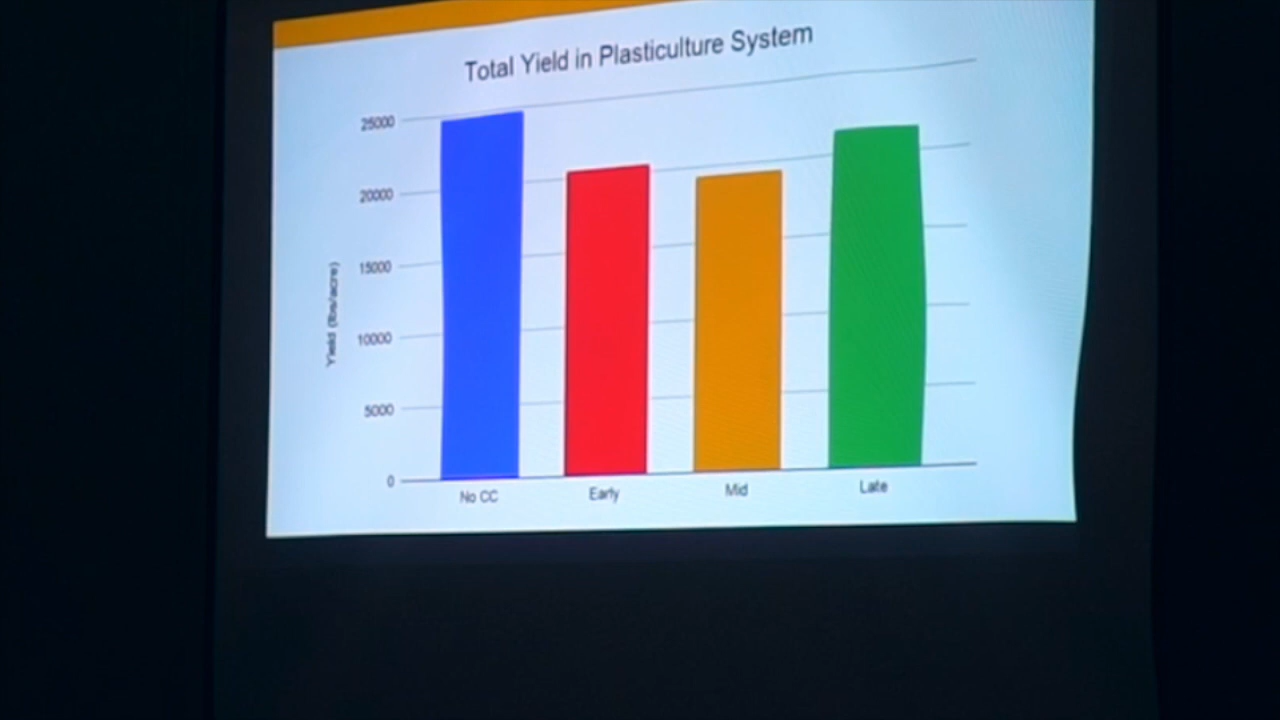 Total Yield in Plasticulture System
25000
20000
15000
10000
5000
0
Yield (lbs/acre)
No CC
Early
Mid
Late